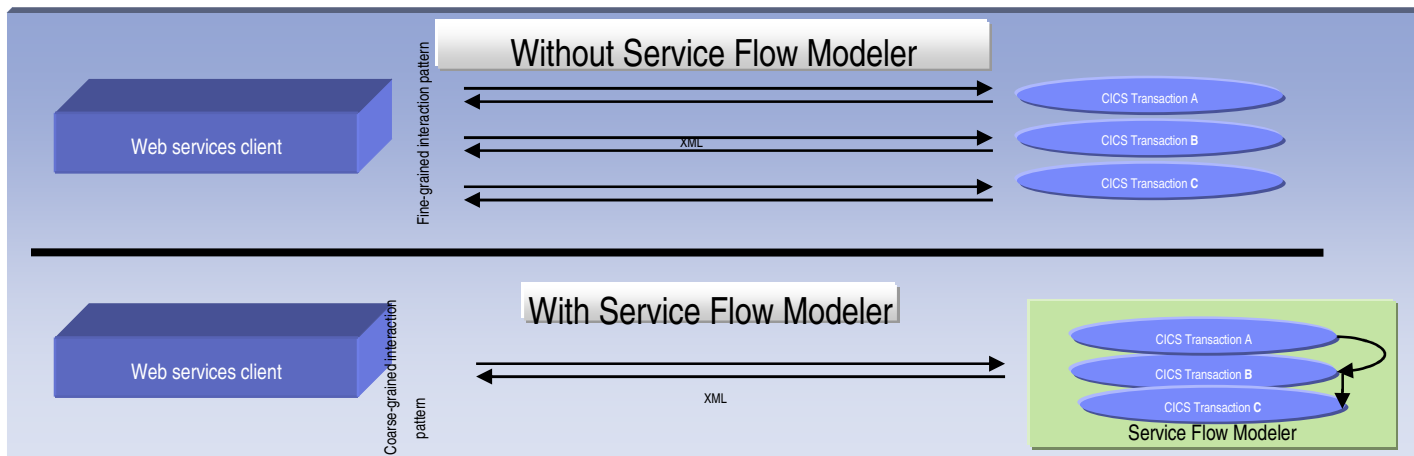 Without Service Flow Modeler
Web services client
Fine-grained interaction pattern
XML
CICS Transaction A
CICS Transaction B
CICS Transaction C
With Service Flow Modeler
Web services client
Coarse-grained interaction
pattern
XML
CICS Transaction A
CICS Transaction B
CICS Transaction C
Service Flow Modeler